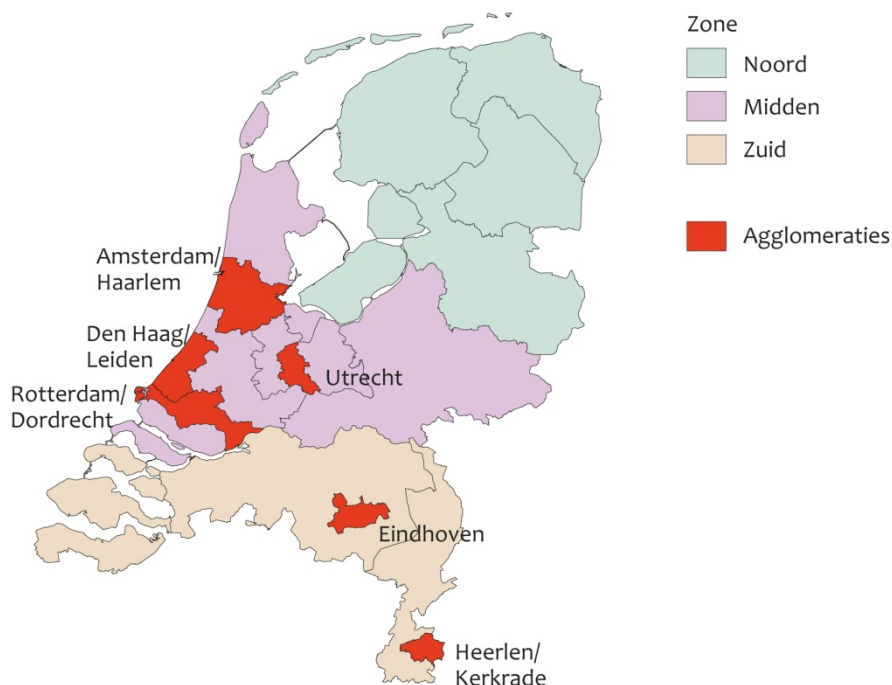 Zone
Noord
Midden
Zuid
Agglomeraties
Amsterdam/
Haarlem
Den Haag/
Leiden
Rotterdam/
Dordrecht
Utrecht
Eindhoven
Heerlen/
Kerkrade